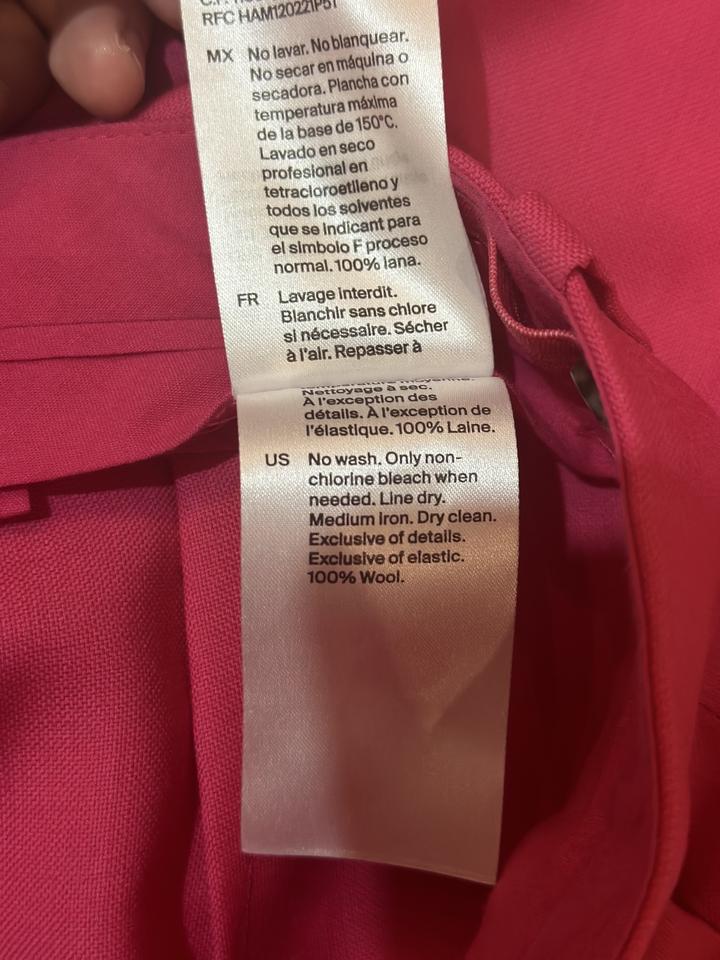 RFC HAM120221P51
MX No lavar. No blanquear.
No secar en máquina o
secadora. Plancha con
temperatura máxima
de la base de 150°C.
Lavado en seco
profesional en
tetracloroetileno y
todos los solventes
que se indicant para
el simbolo F proceso
normal. 100% lana.
FR Lavage interdit.
Blanchir sans chlore
si nécessaire. Sécher
à l'air. Repasser à
Nettoyage à sec.
À l'exception des
détails. À l'exception de
l'élastique. 100% Laine.
US No wash. Only non-
chlorine bleach when
needed. Line dry.
Medium iron. Dry clean.
Exclusive of details.
Exclusive of elastic.
100% Wool.